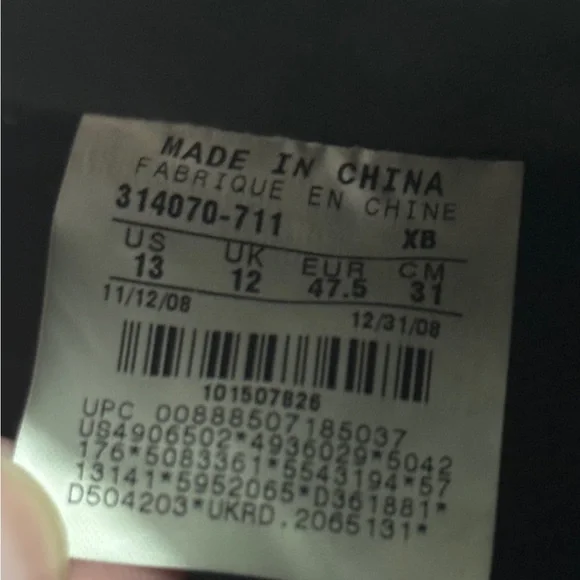 MADE IN CHINA
FABRIQUE EN CHINE
314070-711 XB
US UK EUR CM
13 12 47.5 31
11/12/08 12/31/08
101507826
UPC 00888507185037
US4906502*4936029*5042
176*5083361*5543194*57
13141*5952065*D361881*
D504203*UKRD.2065131*